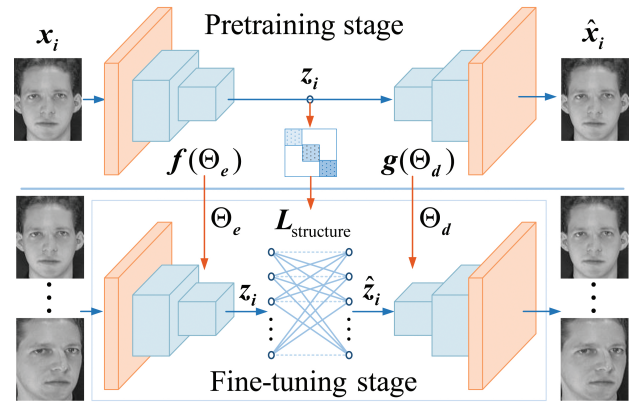 x_i
Pretraining stage
x̂_i
z_i
f(Θ_e)
g(Θ_d)
Θ_e
L_structure
Θ_d
z_i
ẑ_i
Fine-tuning stage